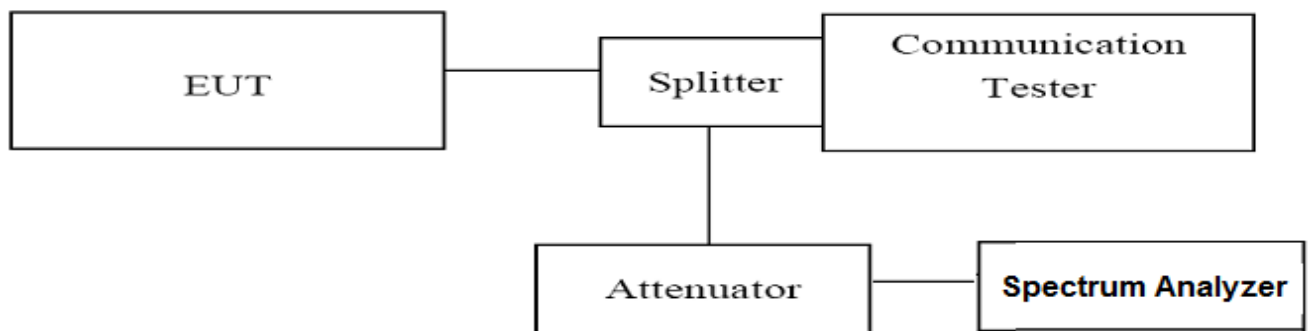 EUT
Splitter
Communication
Tester
Attenuator
Spectrum Analyzer